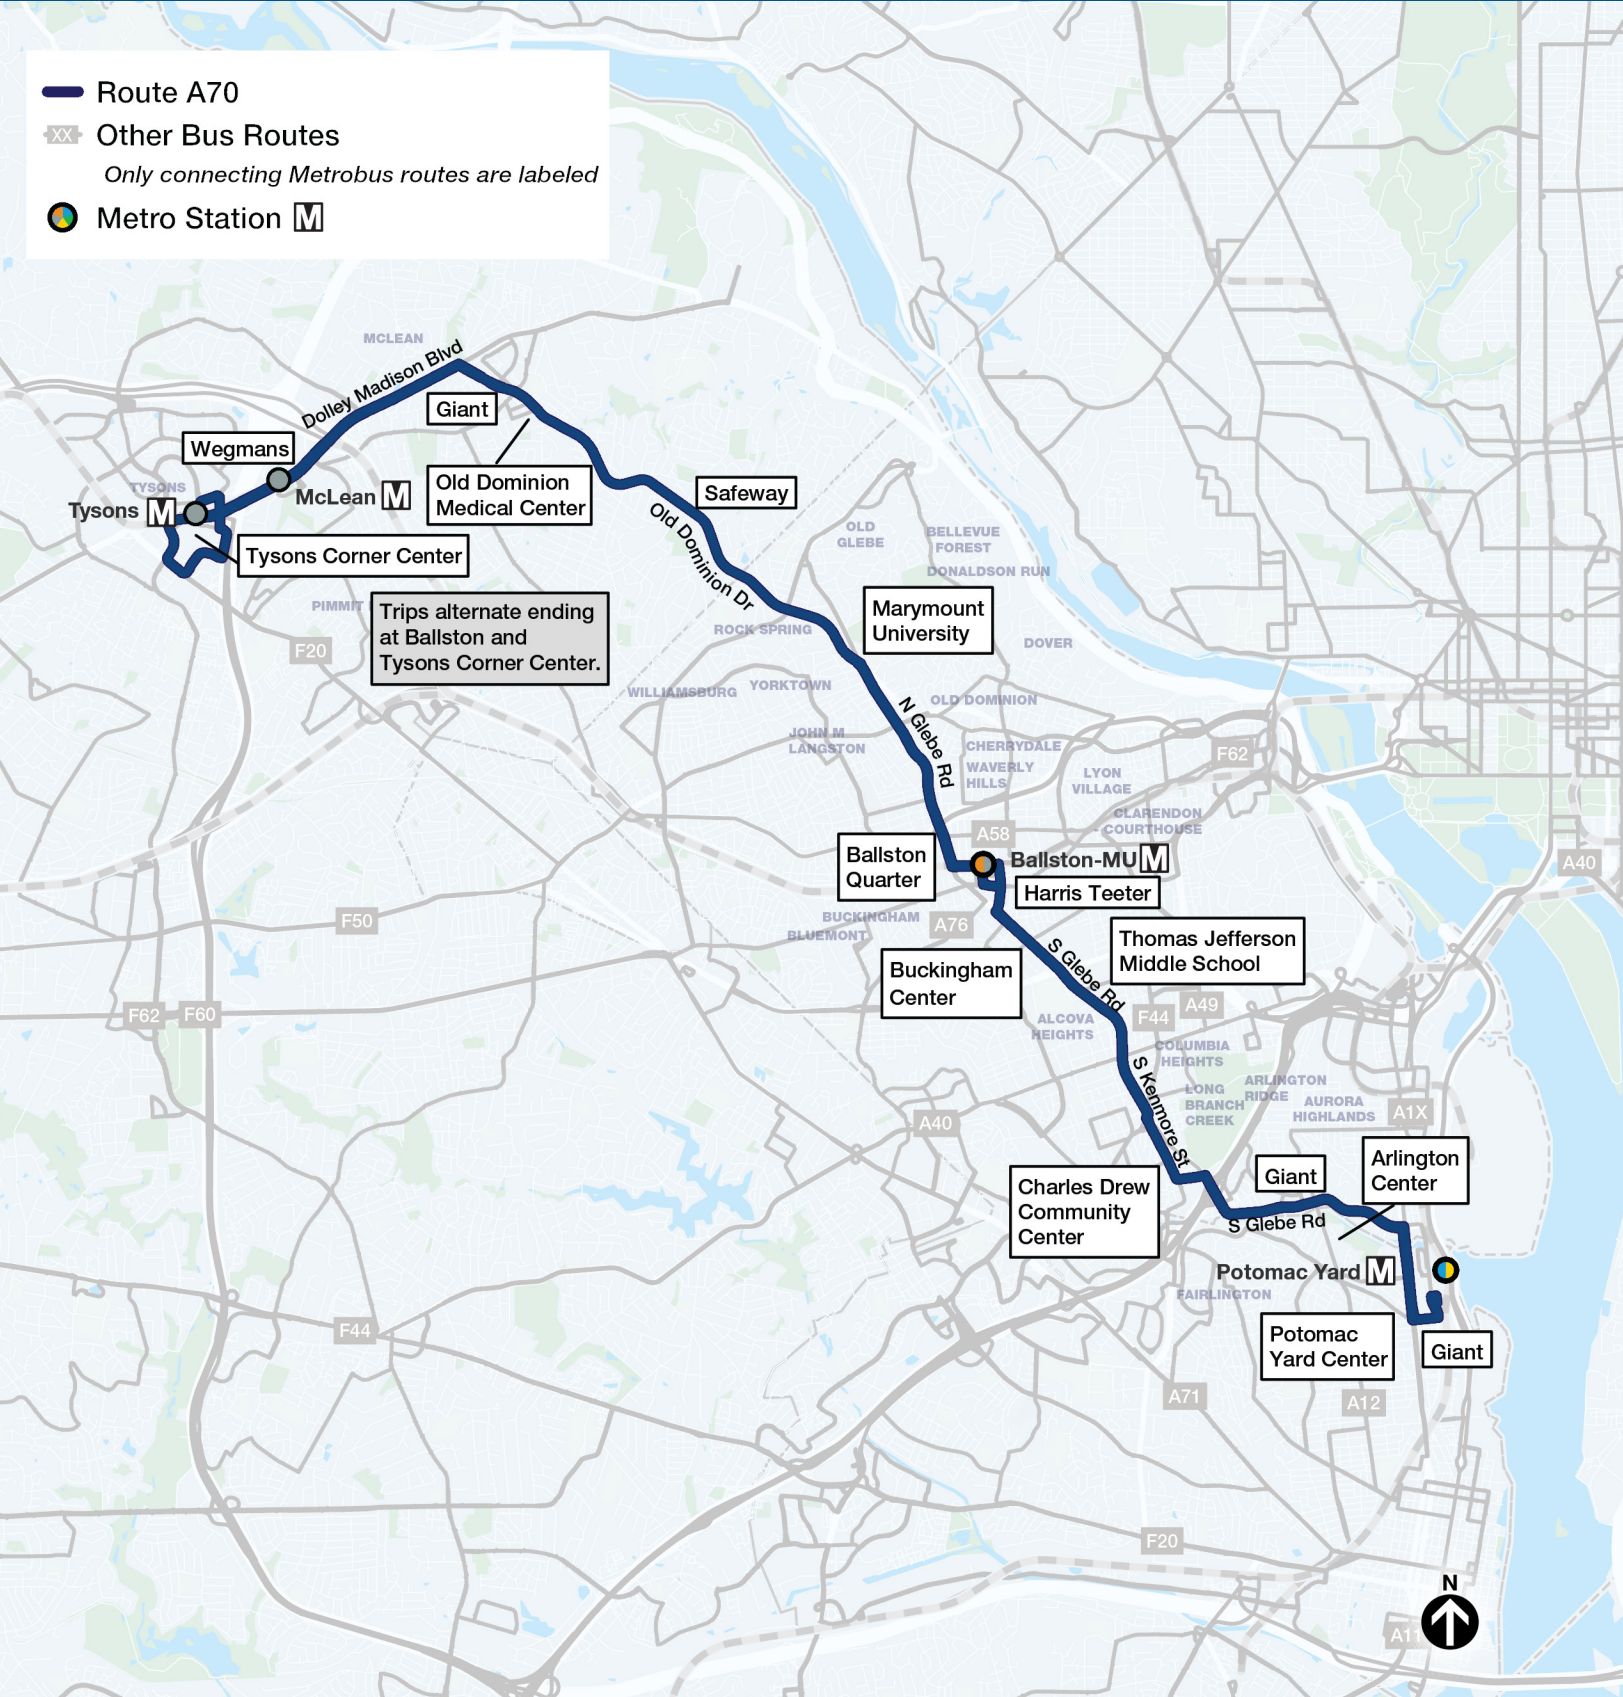 Route A70
XX Other Bus Routes
Only connecting Metrobus routes are labeled
Metro Station M
MCLEAN
Dolley Madison Blvd
Giant
Wegmans
Old Dominion
Medical Center
TYSONS
McLean M
Tysons M
Tysons Corner Center
Safeway
Old Dominion Dr
OLD
GLEBE
BELLEVUE
FOREST
DONALDSON RUN
PIMMIT
Trips alternate ending
at Ballston and
Tysons Corner Center.
F20
Marymount
University
ROCK SPRING
DOVER
WILLIAMSBURG
YORKTOWN
OLD DOMINION
N Glebe Rd
JOHN M
LANGSTON
CHERRYDALE
WAVERLY
HILLS
LYON
VILLAGE
F62
CLARENDON
COURTHOUSE
A58
Ballston
Quarter
Ballston-MU M
A40
Harris Teeter
F50
BUCKINGHAM
BLUEMONT
A76
Thomas Jefferson
Middle School
S Glebe Rd
Buckingham
Center
F62
F60
ALCOVA
HEIGHTS
F44
A49
COLUMBIA
HEIGHTS
S Kenmore St
LONG
BRANCH
CREEK
ARLINGTON
RIDGE
AURORA
HIGHLANDS
A1X
A40
Arlington
Center
Giant
Charles Drew
Community
Center
S Glebe Rd
Potomac Yard M
FAIRLINGTON
F44
Potomac
Yard Center
Giant
A71
A12
F20
N
A11